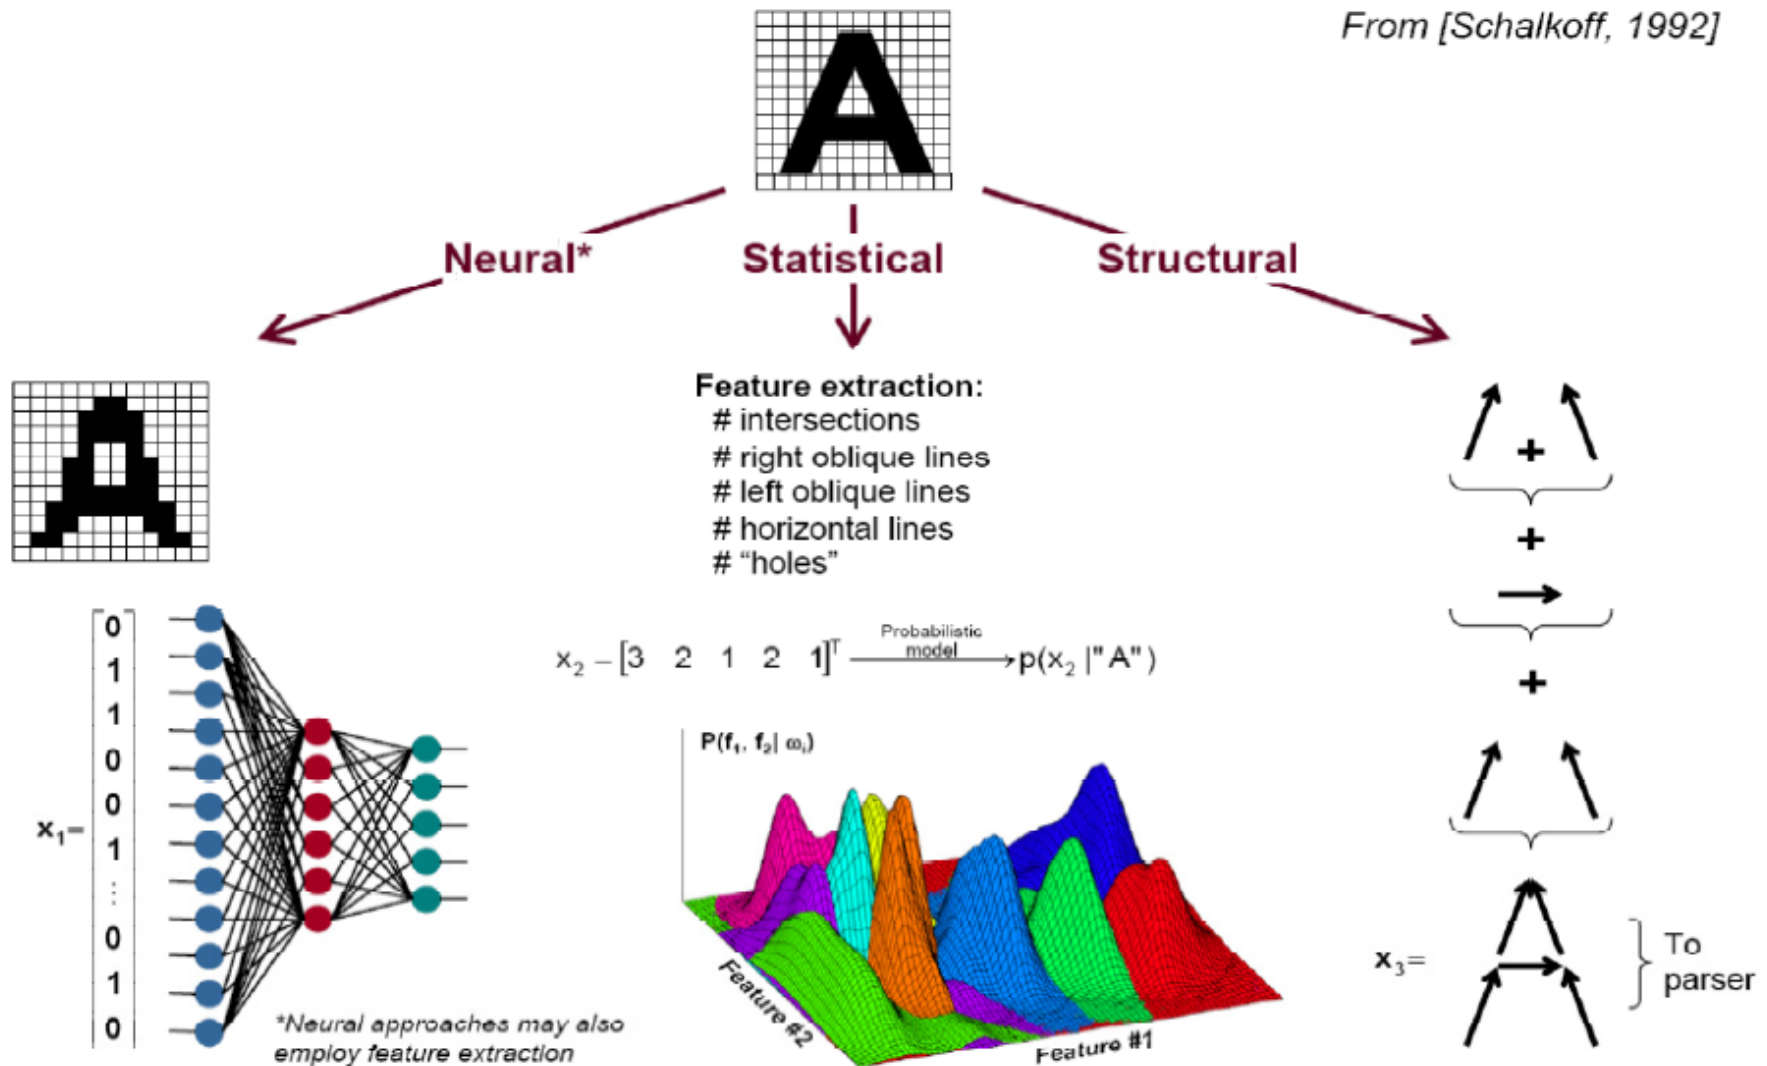 From [Schalkoff, 1992]
Neural*
Statistical
Structural
Feature extraction:
# intersections
# right oblique lines
# left oblique lines
# horizontal lines
# “holes”
x₂ – [3 2 1 2 1]ᵀ Probabilistic model p(x₂ |" A" )
x₁=
0
1
1
0
0
1
⋮
0
1
0
*Neural approaches may also
employ feature extraction
P(f₁, f₂| ωᵢ)
Feature #2
Feature #1
+
+
+
x₃=
To
parser